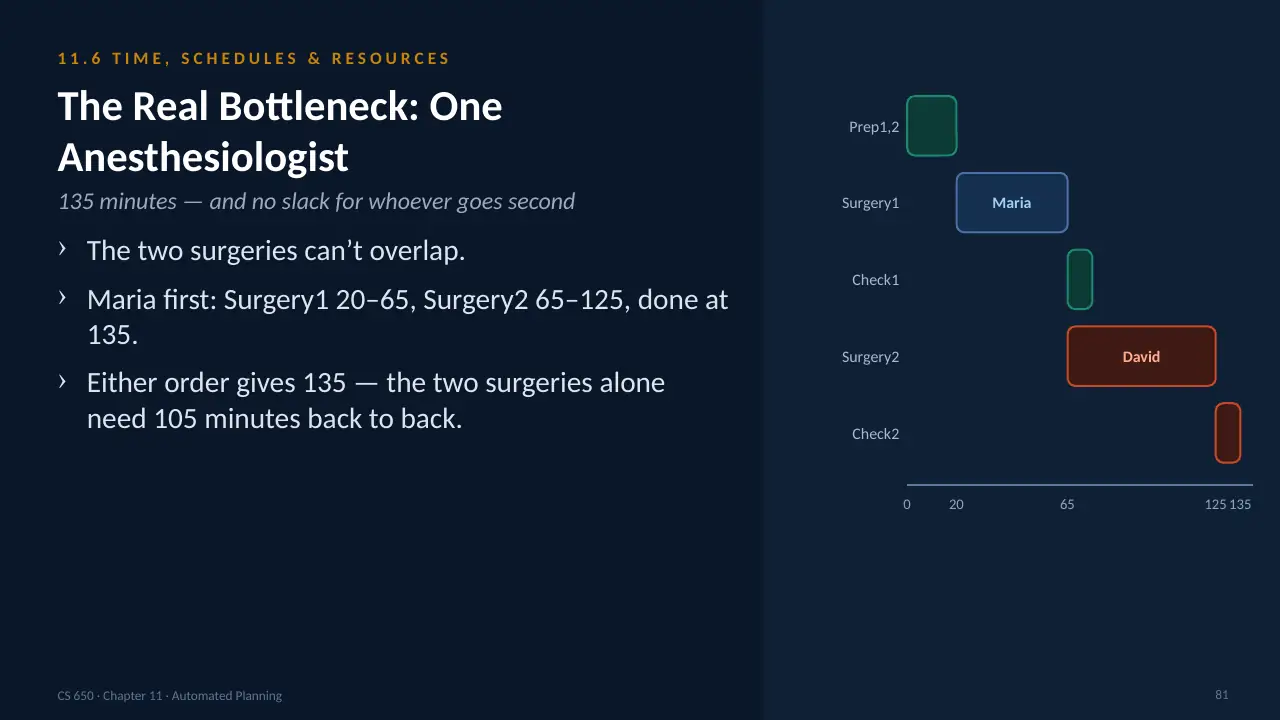 11.6 TIME, SCHEDULES & RESOURCES
The Real Bottleneck: One
Anesthesiologist
135 minutes — and no slack for whoever goes second
› The two surgeries can’t overlap.
› Maria first: Surgery1 20–65, Surgery2 65–125, done at
135.
› Either order gives 135 — the two surgeries alone
need 105 minutes back to back.
Prep1,2
Surgery1
Maria
Check1
Surgery2
David
Check2
0 20 65 125 135
CS 650 · Chapter 11 · Automated Planning
81